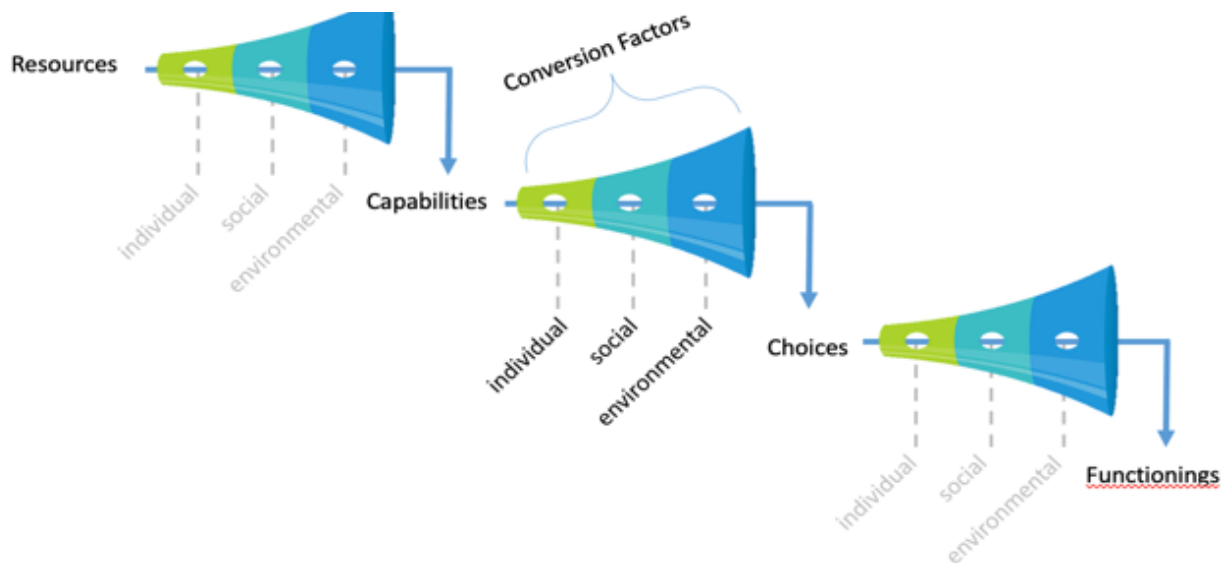 Resources
individual
social
environmental
Conversion Factors
Capabilities
individual
social
environmental
Choices
individual
social
environmental
Functionings